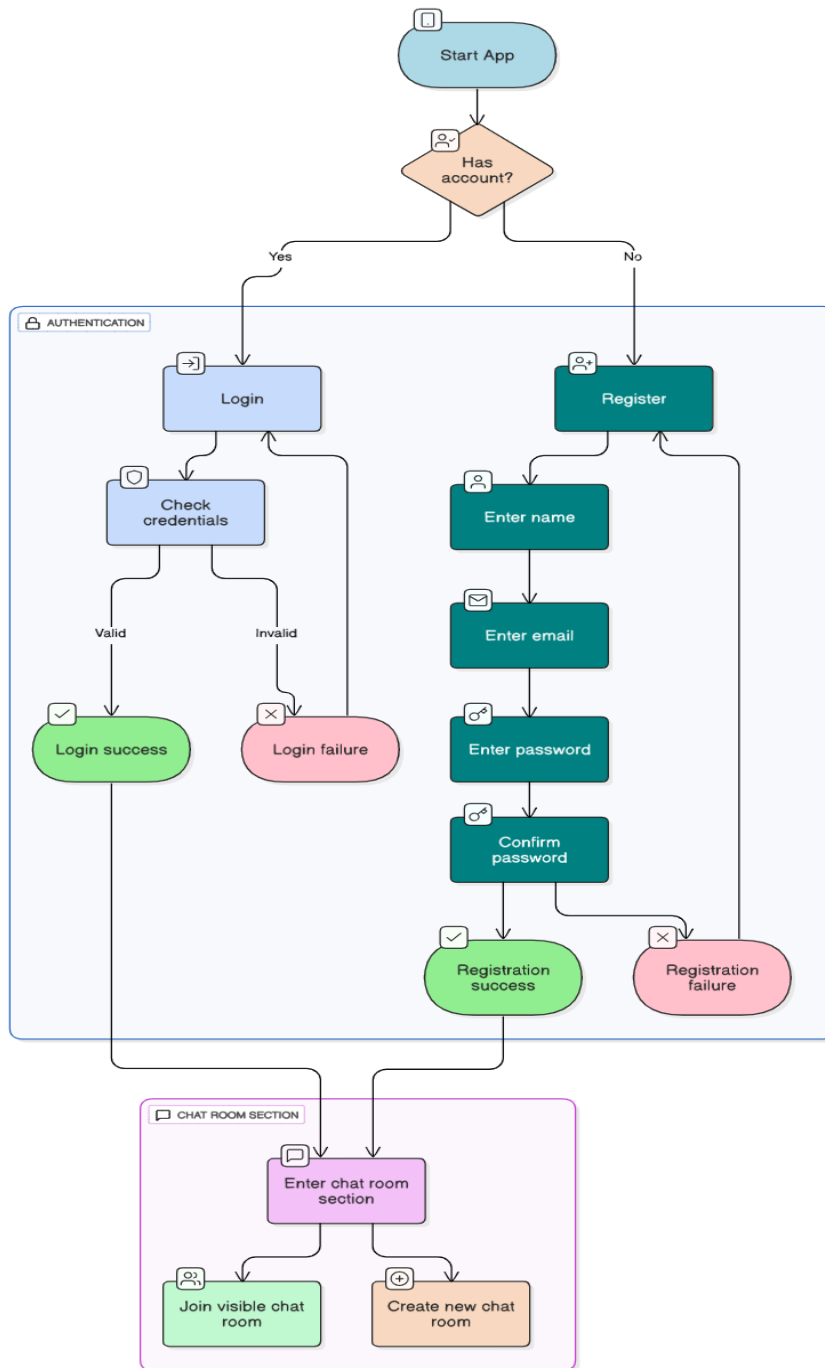 Start App
Has
account?
Yes
No
AUTHENTICATION
Login
Register
Check
credentials
Enter name
Valid
Invalid
Enter email
Login success
Login failure
Enter password
Confirm
password
Registration
success
Registration
failure
CHAT ROOM SECTION
Enter chat room
section
Join visible chat
room
Create new chat
room